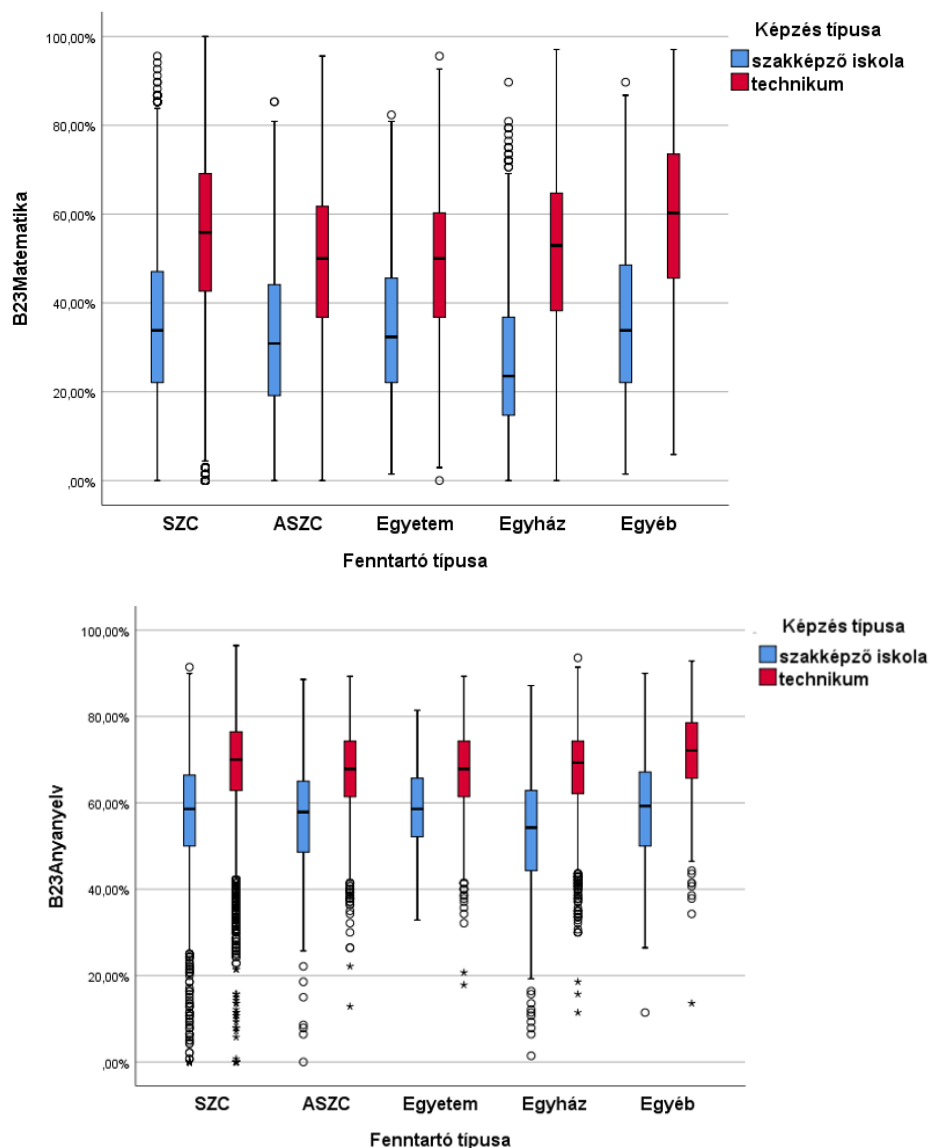 Képzés típusa
szakképző iskola
technikum
100,00%
80,00%
60,00%
40,00%
20,00%
,00%
B23Matematika
SZC ASZC Egyetem Egyház Egyéb
Fenntartó típusa
Képzés típusa
szakképző iskola
technikum
100,00%
80,00%
60,00%
40,00%
20,00%
,00%
B23Anyanyelv
SZC ASZC Egyetem Egyház Egyéb
Fenntartó típusa